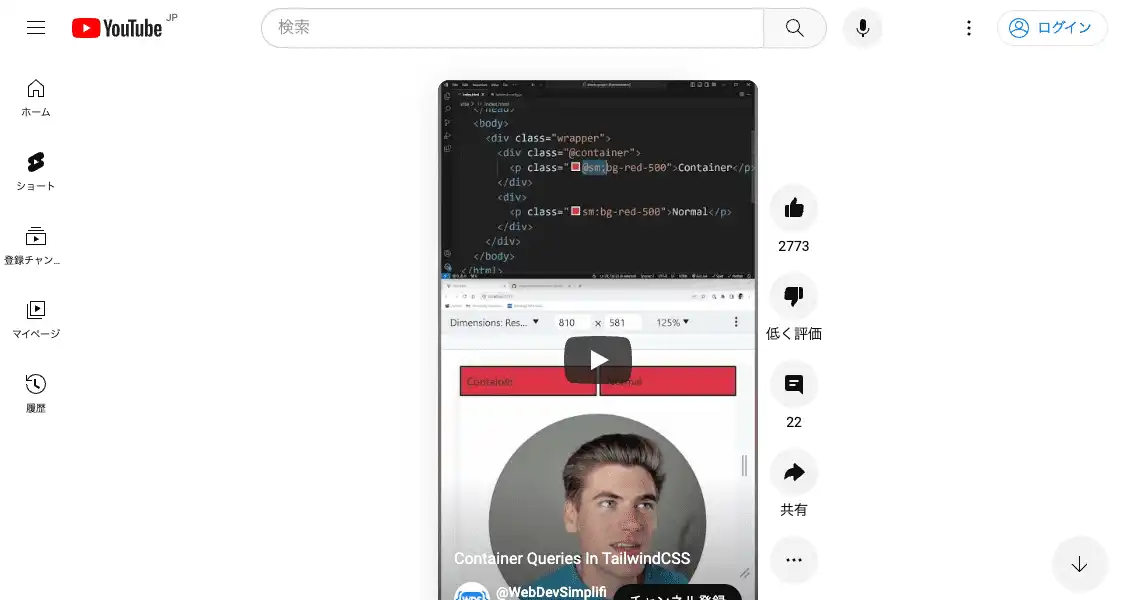 YouTube JP
検索
ログイン
ホーム
ショート
登録チャン...
マイページ
履歴
</head>
<body>
<div class="wrapper">
<div class="@container">
<p class="@sm:bg-red-500">Container</p>
</div>
<div>
<p class="sm:bg-red-500">Normal</p>
</div>
</div>
</body>
</html>
Dimensions: Res... 810 x 581 125%
Container Normal
Container Queries In TailwindCSS
@WebDevSimplifi
チャンネル登録
2773
低く評価
22
共有